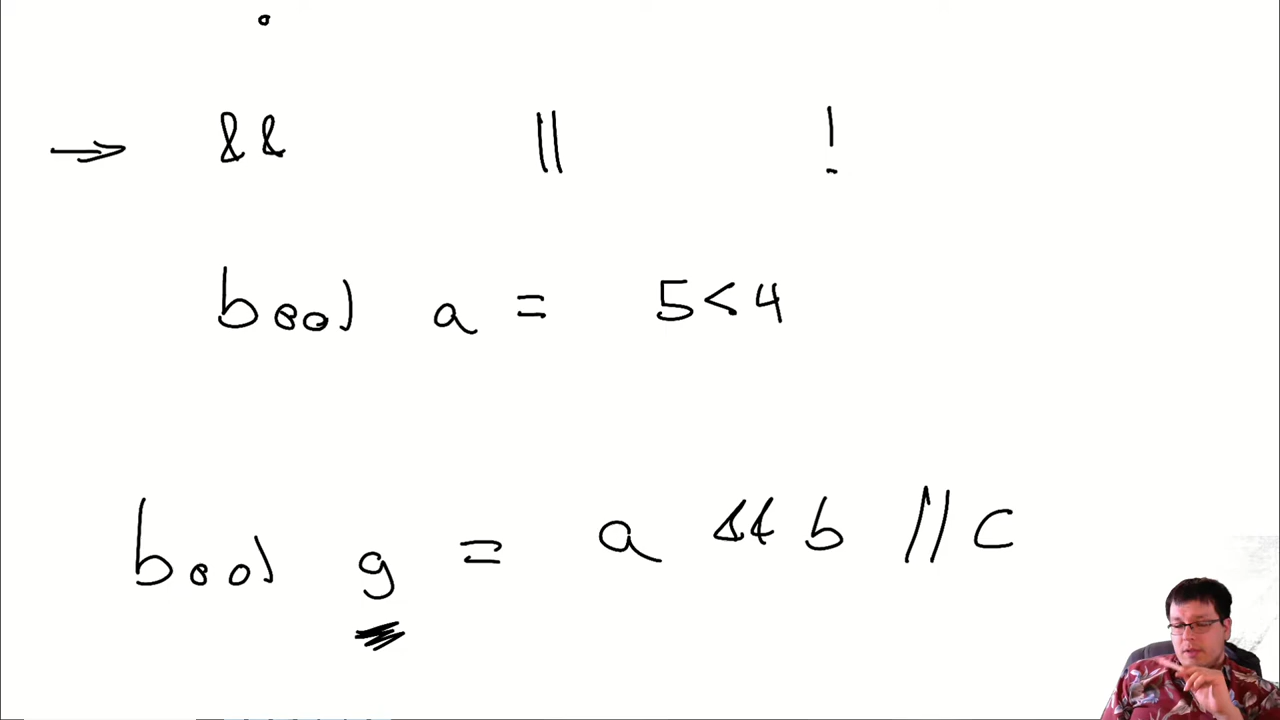 && || !
bool a = 5<4
bool g = a && b || c